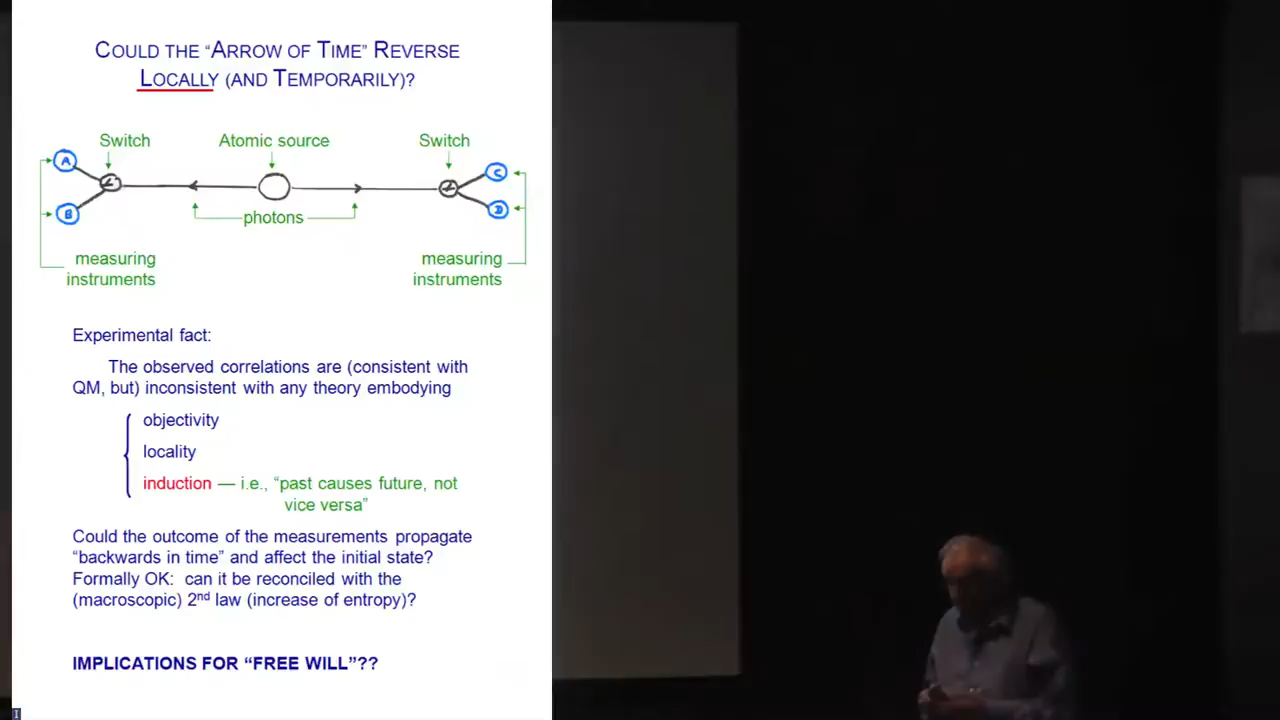 COULD THE “ARROW OF TIME” REVERSE
LOCALLY (AND TEMPORARILY)?
Switch
Atomic source
Switch
A
B
C
D
photons
measuring
instruments
measuring
instruments
Experimental fact:
The observed correlations are (consistent with
QM, but) inconsistent with any theory embodying
objectivity
locality
induction — i.e., “past causes future, not
vice versa”
Could the outcome of the measurements propagate
“backwards in time” and affect the initial state?
Formally OK: can it be reconciled with the
(macroscopic) 2nd law (increase of entropy)?
IMPLICATIONS FOR “FREE WILL”??